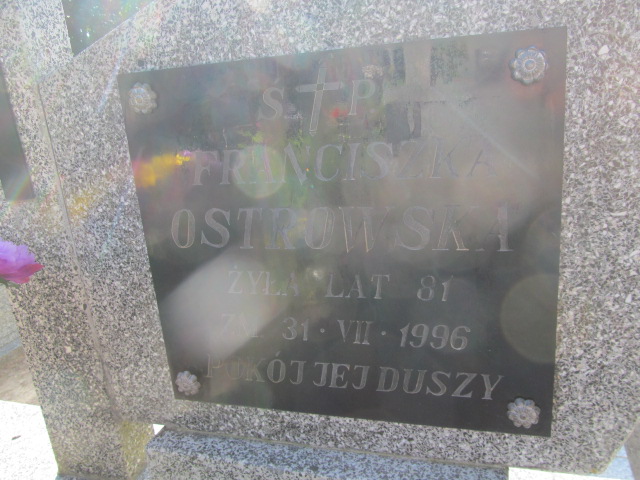 Ś P
FRANCISZKA
OSTROWSKA
ŻYŁA LAT 81
ZM 31·VII·1996
POKÓJ JEJ DUSZY